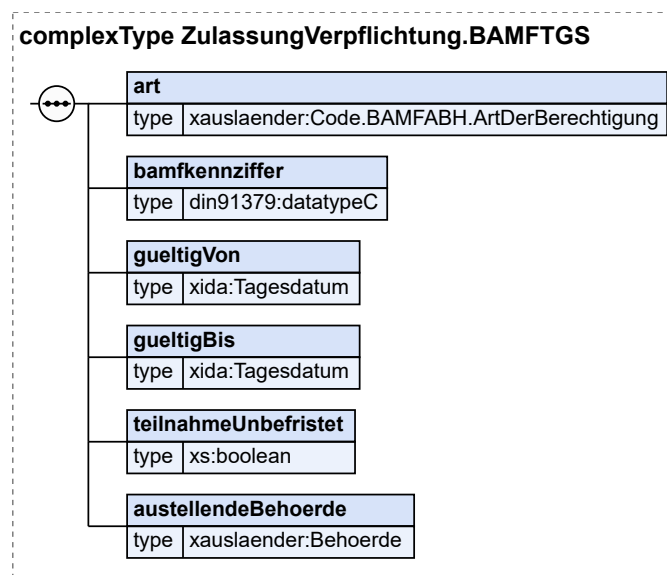 complexType ZulassungVerpflichtung.BAMFTGS
art
type xauslaender:Code.BAMFABH.ArtDerBerechtigung
bamfkennziffer
type din91379:datatypeC
gueltigVon
type xida:Tagesdatum
gueltigBis
type xida:Tagesdatum
teilnahmeUnbefristet
type xs:boolean
austellendeBehoerde
type xauslaender:Behoerde